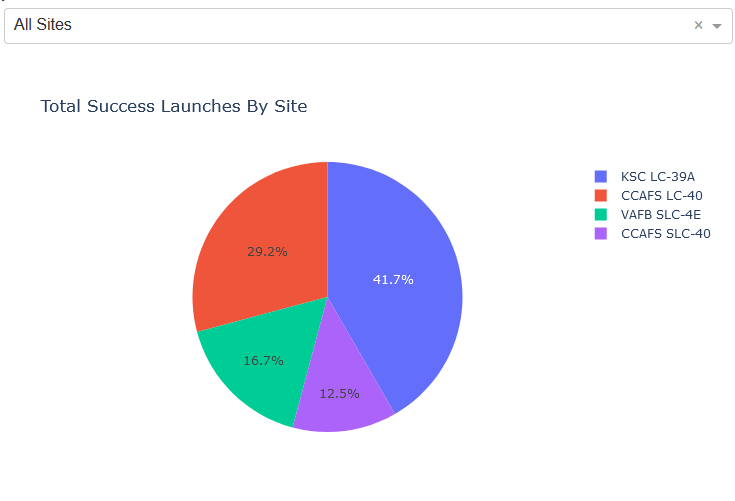 All Sites
×
Total Success Launches By Site
KSC LC-39A
CCAFS LC-40
VAFB SLC-4E
CCAFS SLC-40
29.2%
41.7%
16.7%
12.5%